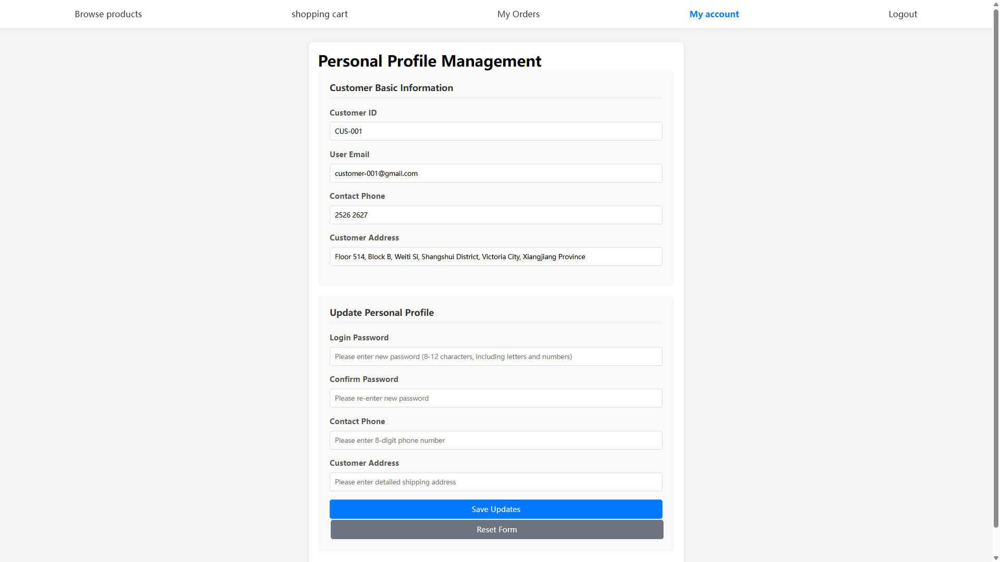 Browse products
shopping cart
My Orders
My account
Logout
Personal Profile Management
Customer Basic Information
Customer ID
CUS-001
User Email
customer-001@gmail.com
Contact Phone
2526 2627
Customer Address
Floor 514, Block B, Weiti Si, Shangshui District, Victoria City, Xiangjiang Province
Update Personal Profile
Login Password
Please enter new password (8-12 characters, including letters and numbers)
Confirm Password
Please re-enter new password
Contact Phone
Please enter 8-digit phone number
Customer Address
Please enter detailed shipping address
Save Updates
Reset Form